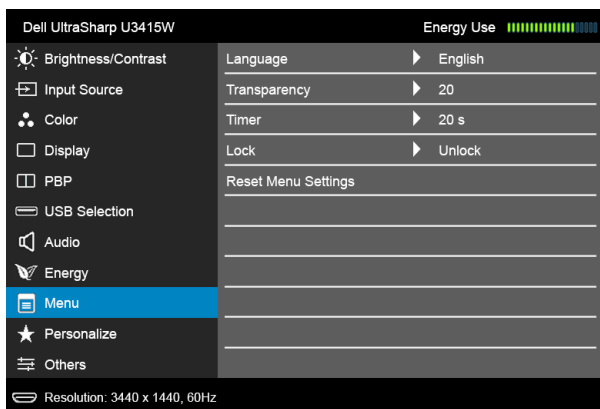 Dell UltraSharp U3415W Energy Use
Brightness/Contrast Language English
Input Source Transparency 20
Color Timer 20 s
Display Lock Unlock
PBP Reset Menu Settings
USB Selection
Audio
Energy
Menu
Personalize
Others
Resolution: 3440 x 1440, 60Hz